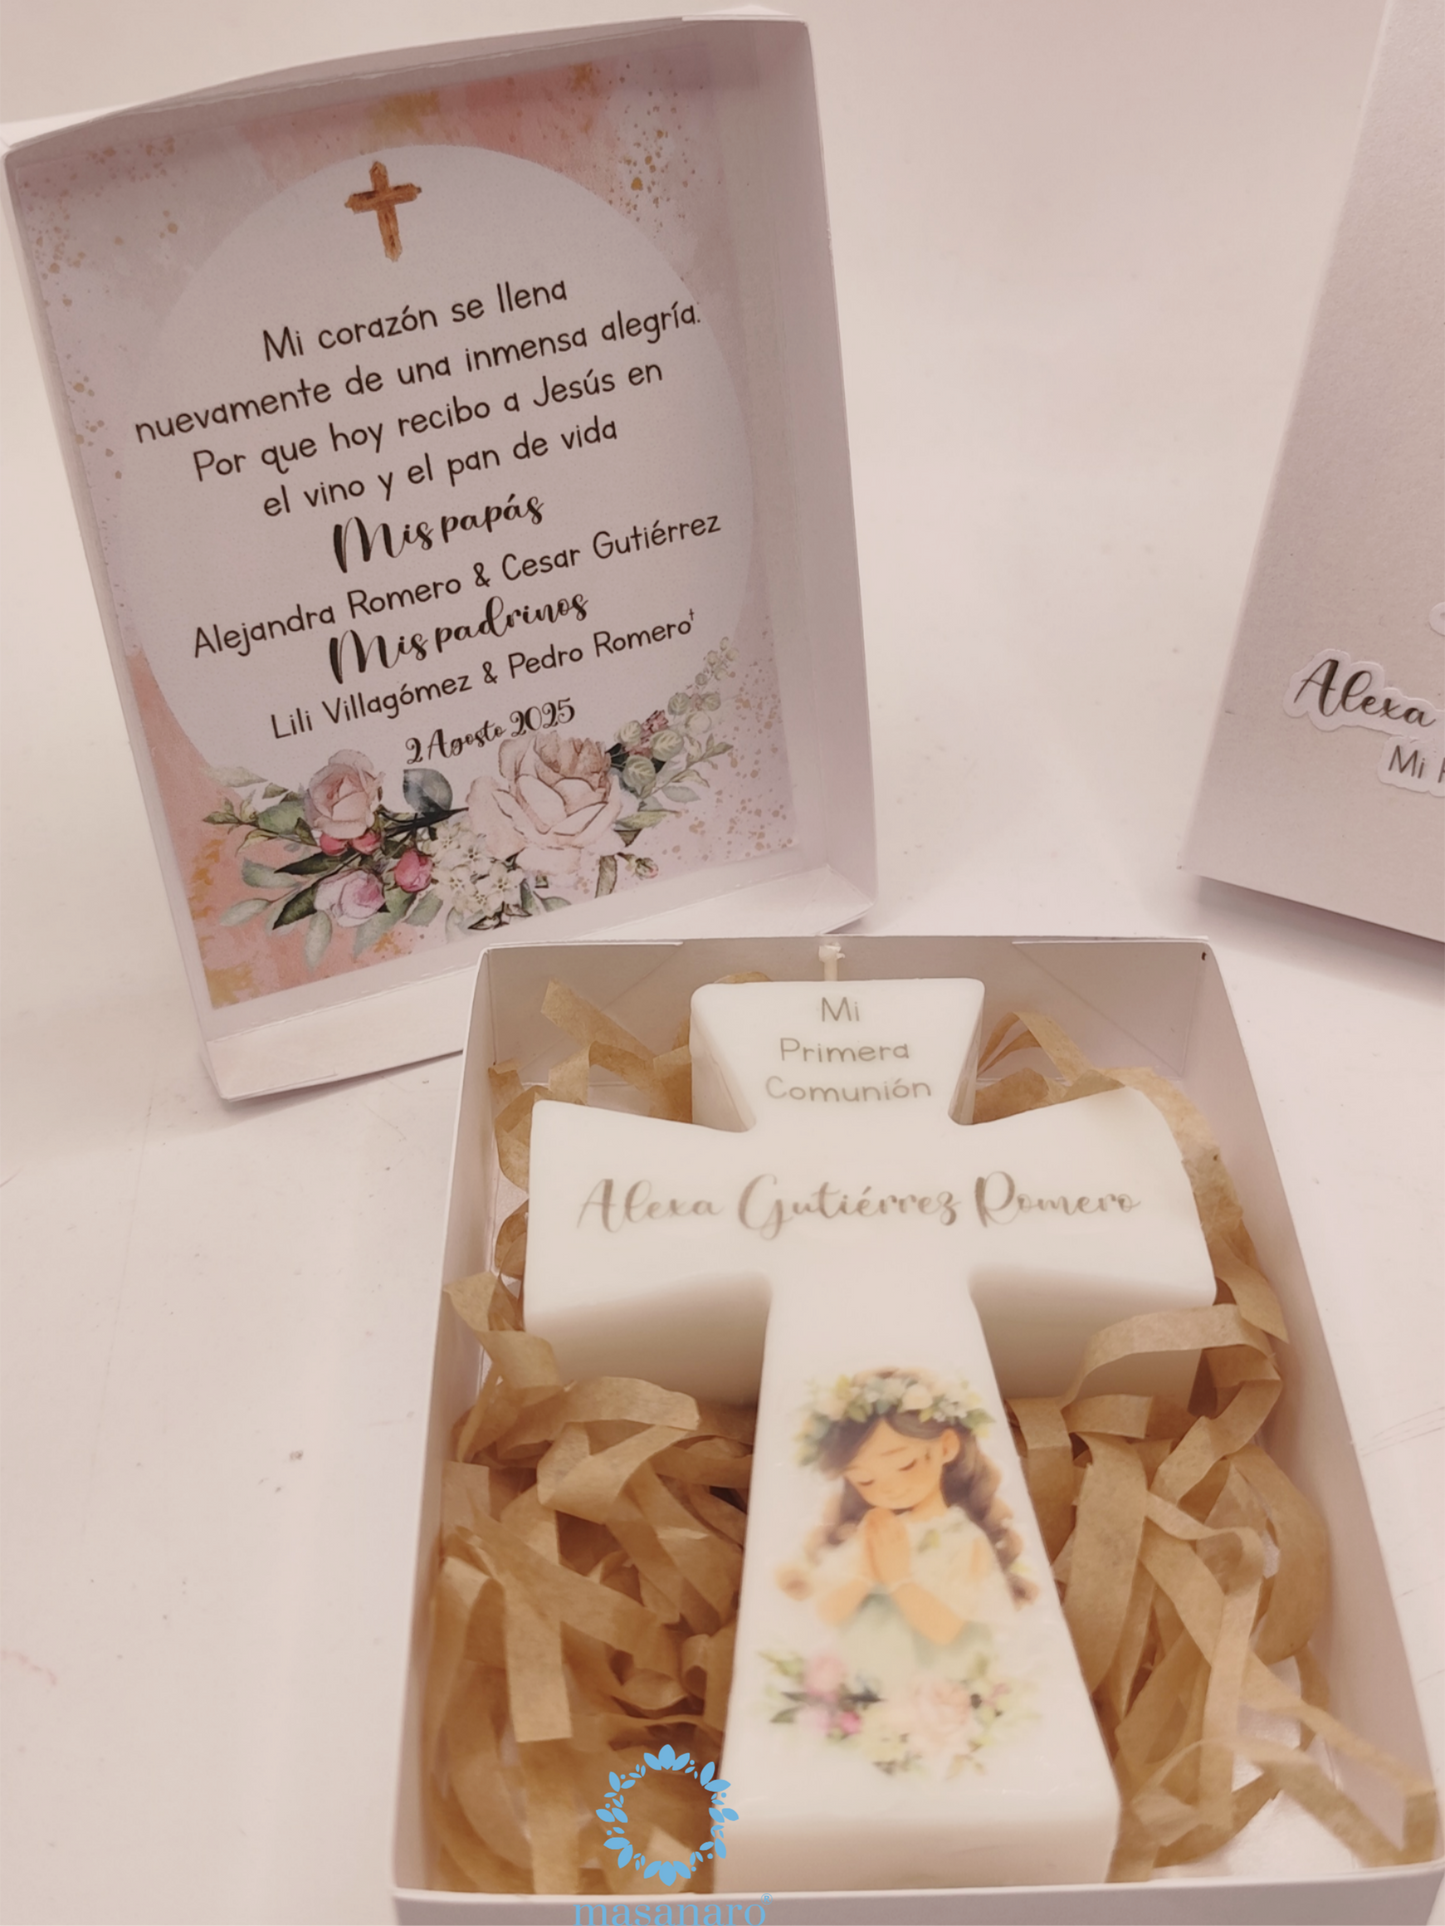 Mi corazón se llena
nuevamente de una inmensa alegría.
Por que hoy recibo a Jesús en
el vino y el pan de vida
Mis papás
Alejandra Romero & Cesar Gutiérrez
Mis padrinos
Lili Villagómez & Pedro Romero†
2 Agosto 2025
Alexa
Mi
Mi
Primera
Comunión
Alexa Gutiérrez Romero
masanaro®